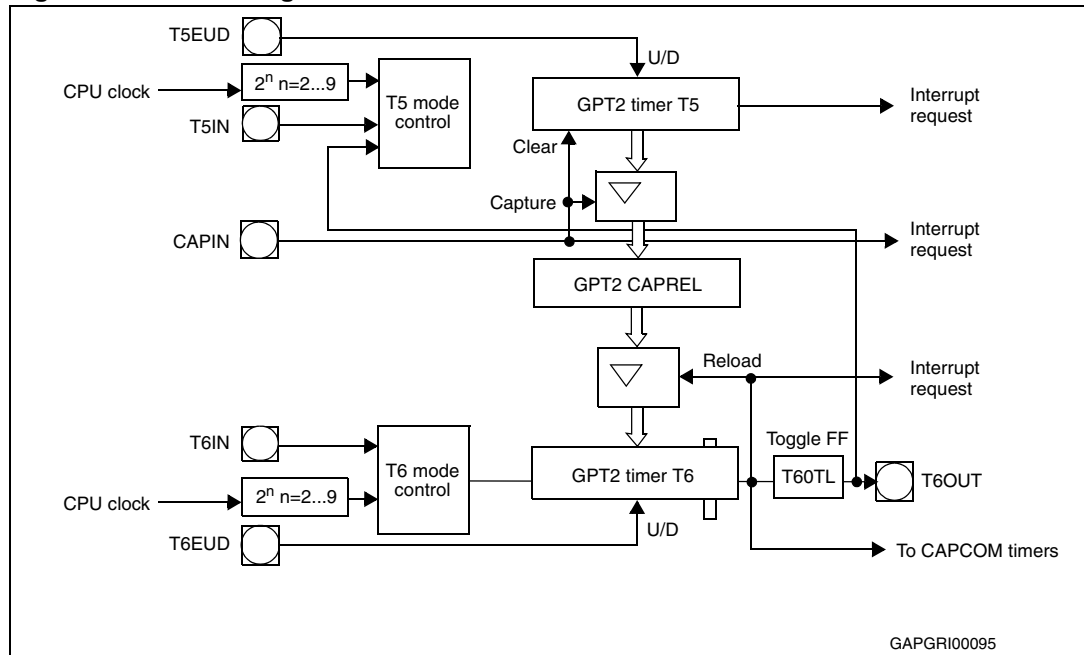 T5EUD
U/D
CPU clock
2n n=2...9
T5 mode
control
GPT2 timer T5
Interrupt
request
T5IN
Clear
Capture
CAPIN
Interrupt
request
GPT2 CAPREL
Reload
Interrupt
request
T6IN
T6 mode
control
GPT2 timer T6
Toggle FF
T60TL
T6OUT
CPU clock
2n n=2...9
T6EUD
U/D
To CAPCOM timers
GAPGRI00095